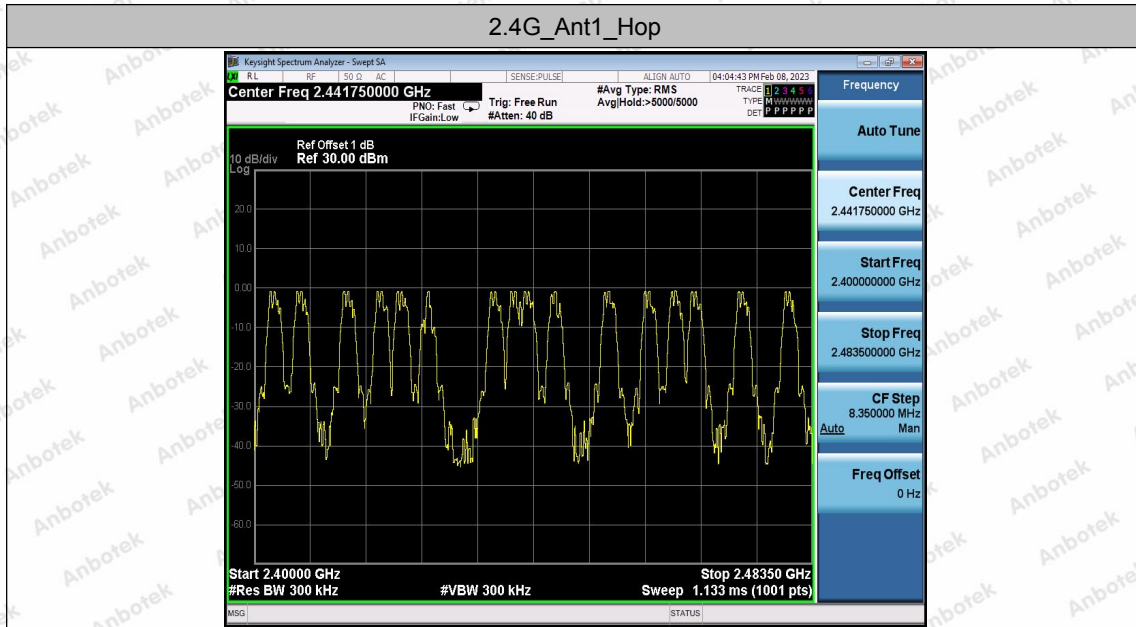 2.4G_Ant1_Hop
Keysight Spectrum Analyzer - Swept SA
LXI RL RF 50 Ω AC SENSE:PULSE ALIGN AUTO 04:04:43 PM Feb 08, 2023
Center Freq 2.441750000 GHz
PNO: Fast
IFGain:Low
Trig: Free Run
#Atten: 40 dB
#Avg Type: RMS
Avg|Hold:>5000/5000
TRACE 1 2 3 4 5 6
TYPE M W W W W W
DET P P P P P P
Ref Offset 1 dB
10 dB/div Ref 30.00 dBm
Log
20.0
10.0
0.00
-10.0
-20.0
-30.0
-40.0
-50.0
-60.0
Start 2.40000 GHz Stop 2.48350 GHz
#Res BW 300 kHz #VBW 300 kHz Sweep 1.133 ms (1001 pts)
MSG STATUS
Frequency
Auto Tune
Center Freq
2.441750000 GHz
Start Freq
2.400000000 GHz
Stop Freq
2.483500000 GHz
CF Step
8.350000 MHz
Auto Man
Freq Offset
0 Hz
Anbotek